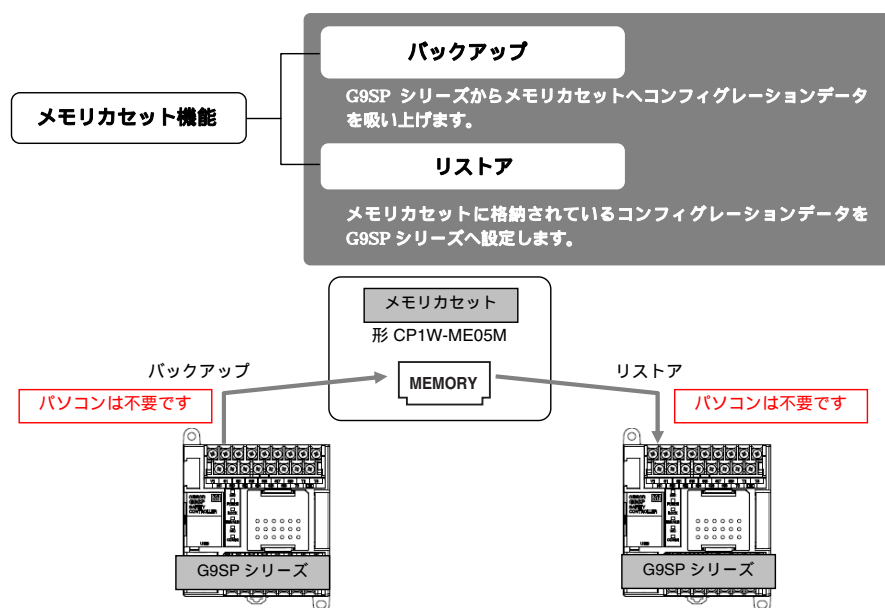 メモリカセット機能
バックアップ
G9SP シリーズからメモリカセットへコンフィグレーションデータ
を吸い上げます。
リストア
メモリカセットに格納されているコンフィグレーションデータを
G9SP シリーズへ設定します。
メモリカセット
形 CP1W-ME05M
MEMORY
バックアップ
パソコンは不要です
リストア
パソコンは不要です
G9SP シリーズ
G9SP シリーズ